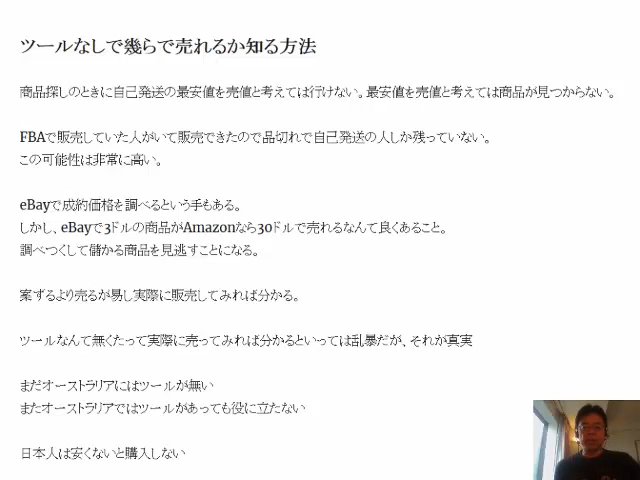 ツールなしで幾らで売れるか知る方法
商品探しのときに自己発送の最安値を売値と考えては行けない。最安値を売値と考えては商品が見つからない。
FBAで販売していた人がいて販売できたので品切れで自己発送の人しか残っていない。
この可能性は非常に高い。
eBayで成約価格を調べるという手もある。
しかし、eBayで3ドルの商品がAmazonなら30ドルで売れるなんて良くあること。
調べつくして儲かる商品を見逃すことになる。
案ずるより売るが易し実際に販売してみれば分かる。
ツールなんて無くたって実際に売ってみれば分かるといっては乱暴だが、それが真実
まだオーストラリアにはツールが無い
またオーストラリアではツールがあっても役に立たない
日本人は安くないと購入しない